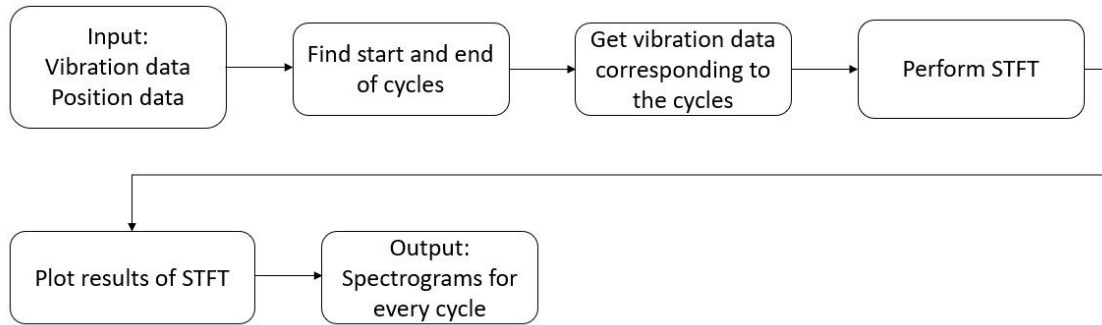 Input:
Vibration data
Position data
Find start and end
of cycles
Get vibration data
corresponding to
the cycles
Perform STFT
Plot results of STFT
Output:
Spectrograms for
every cycle